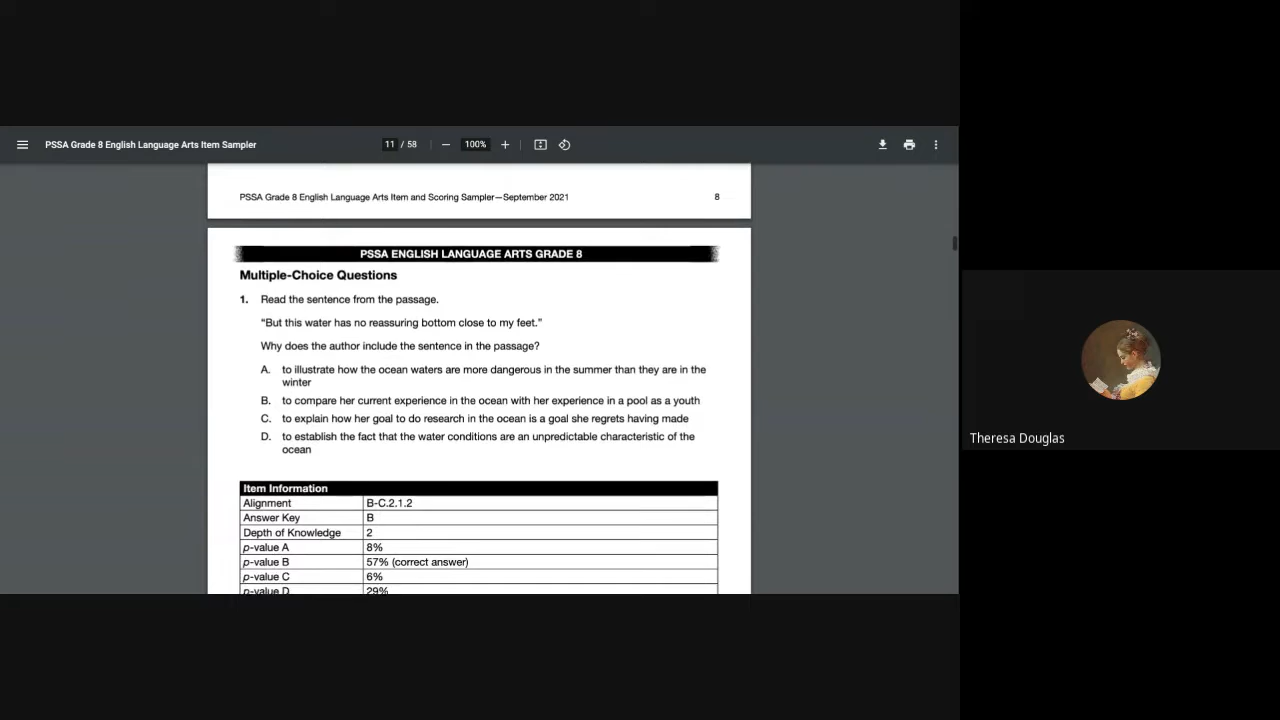 PSSA Grade 8 English Language Arts Item Sampler
11 / 58
100%
PSSA Grade 8 English Language Arts Item and Scoring Sampler—September 2021
8
PSSA ENGLISH LANGUAGE ARTS GRADE 8
Multiple-Choice Questions
1. Read the sentence from the passage.
“But this water has no reassuring bottom close to my feet.”
Why does the author include the sentence in the passage?
A. to illustrate how the ocean waters are more dangerous in the summer than they are in the
winter
B. to compare her current experience in the ocean with her experience in a pool as a youth
C. to explain how her goal to do research in the ocean is a goal she regrets having made
D. to establish the fact that the water conditions are an unpredictable characteristic of the
ocean
Item Information
Alignment B-C.2.1.2
Answer Key B
Depth of Knowledge 2
p-value A 8%
p-value B 57% (correct answer)
p-value C 6%
p-value D 29%
Theresa Douglas